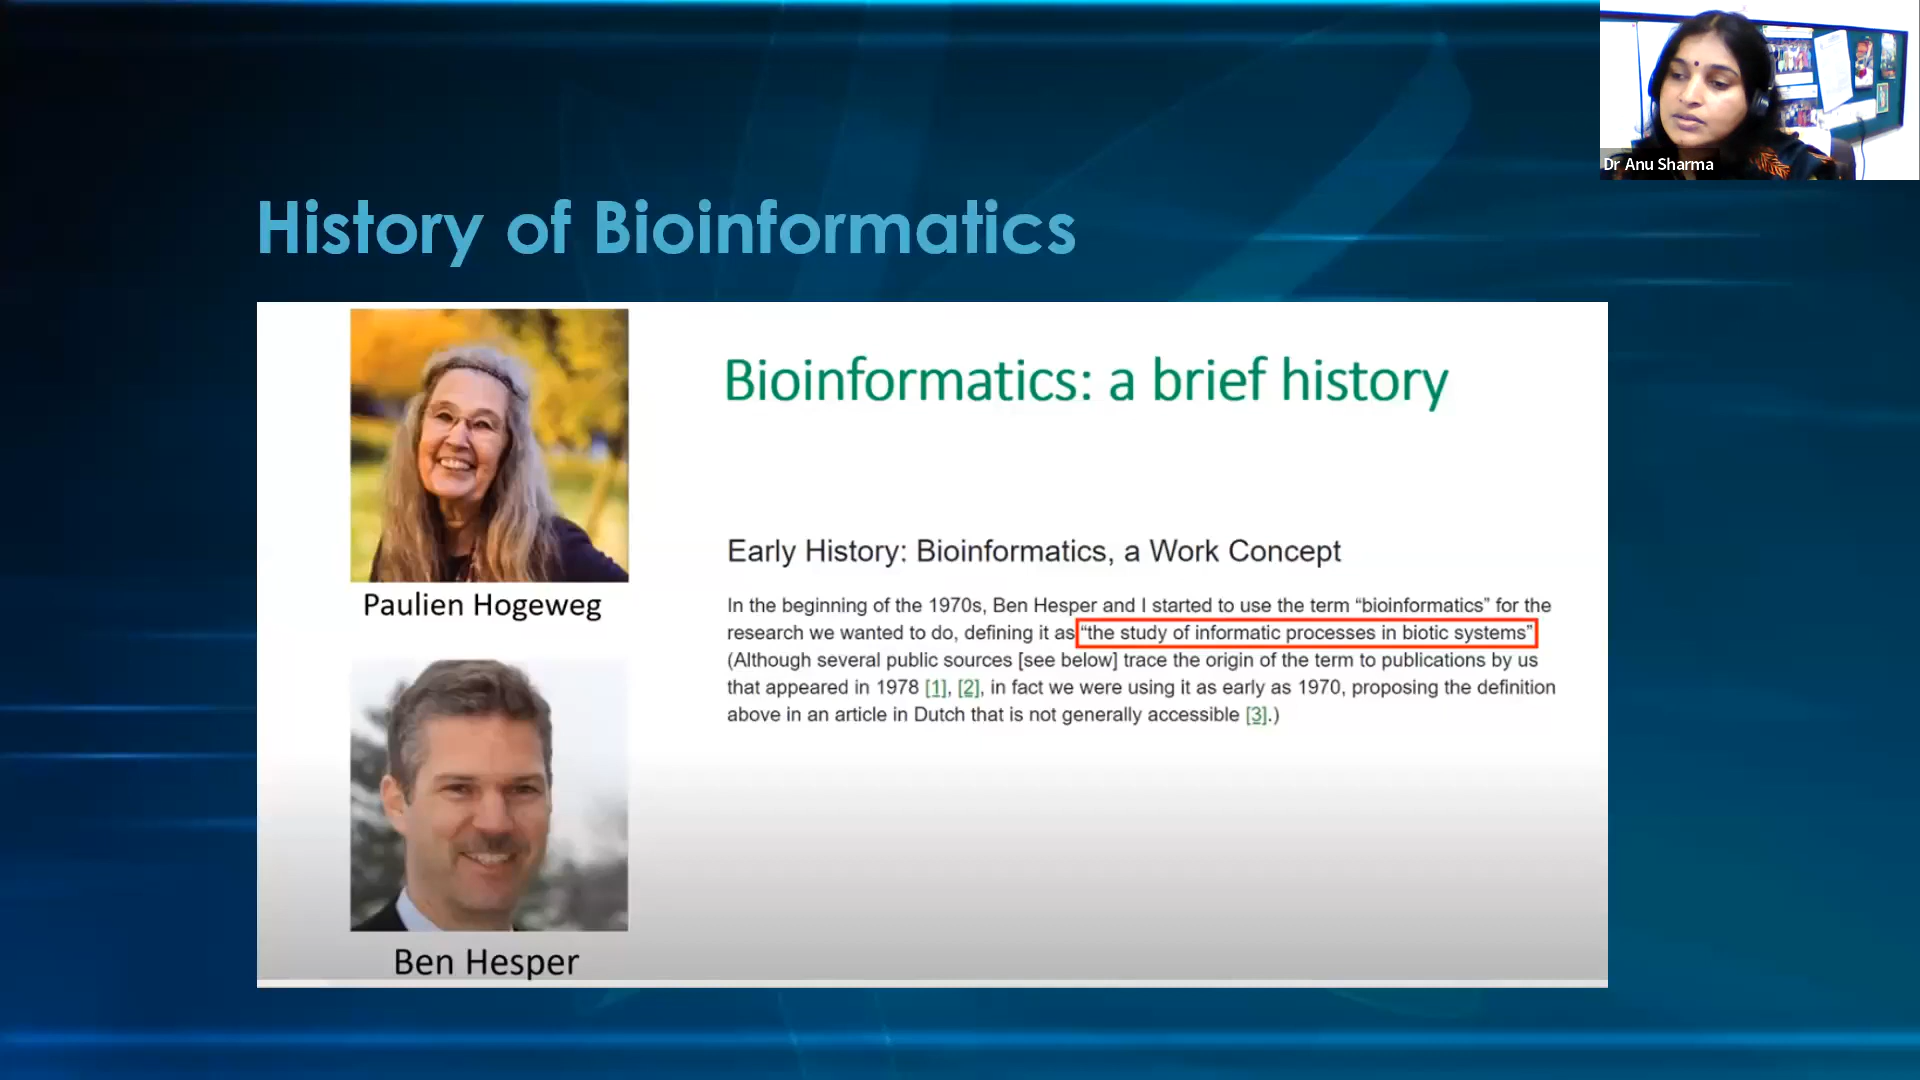 Dr Anu Sharma
History of Bioinformatics
Bioinformatics: a brief history
Paulien Hogeweg
Ben Hesper
Early History: Bioinformatics, a Work Concept
In the beginning of the 1970s, Ben Hesper and I started to use the term “bioinformatics” for the
research we wanted to do, defining it as “the study of informatic processes in biotic systems”
(Although several public sources [see below] trace the origin of the term to publications by us
that appeared in 1978 [1], [2], in fact we were using it as early as 1970, proposing the definition
above in an article in Dutch that is not generally accessible [3].)